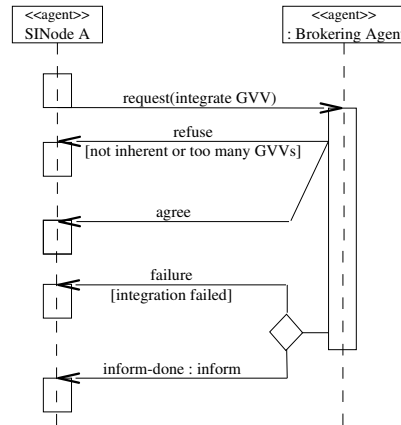 <<agent>>
SINode A
<<agent>>
: Brokering Agent
request(integrate GVV)
refuse
[not inherent or too many GVVs]
agree
failure
[integration failed]
inform-done : inform